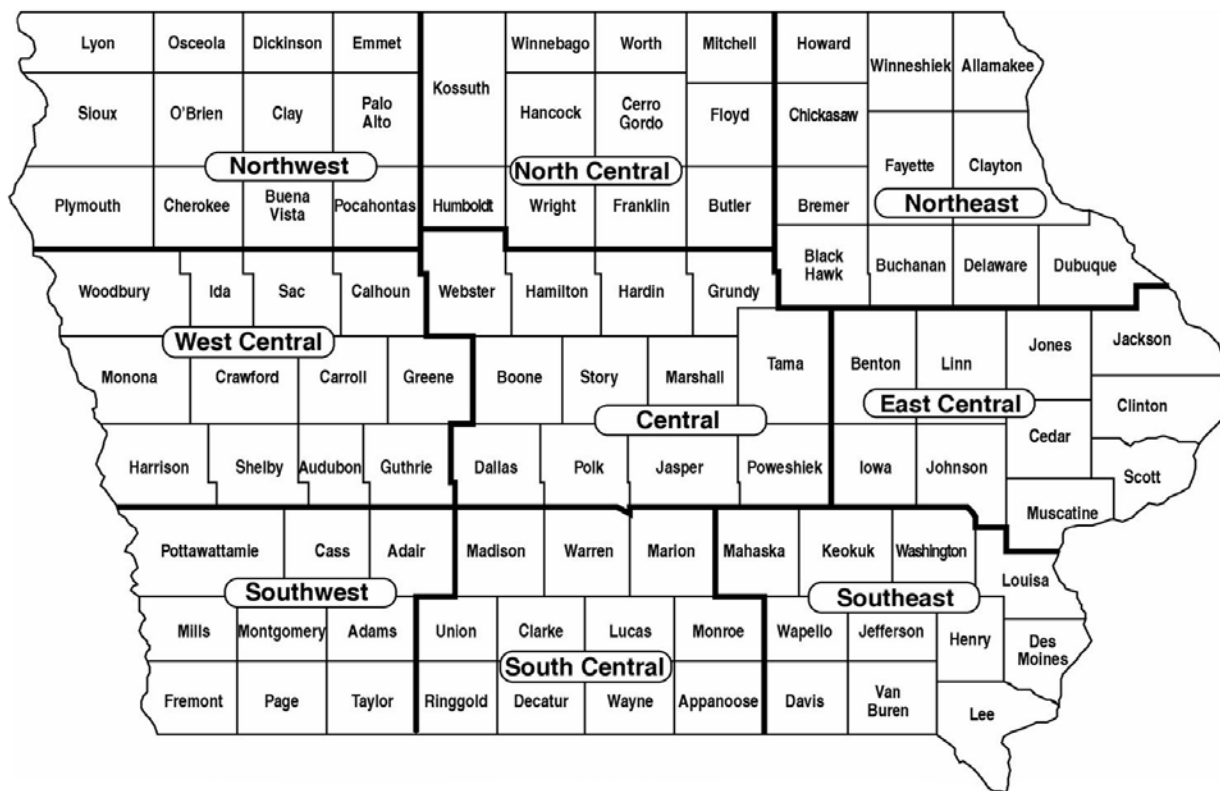 Lyon
Osceola
Dickinson
Emmet
Winnebago
Worth
Mitchell
Howard
Winneshiek
Allamakee
Kossuth
Sioux
O'Brien
Clay
Palo
Alto
Hancock
Cerro
Gordo
Floyd
Chickasaw
Northwest
North Central
Fayette
Clayton
Northeast
Plymouth
Cherokee
Buena
Vista
Pocahontas
Humboldt
Wright
Franklin
Butler
Bremer
Black
Hawk
Buchanan
Delaware
Dubuque
Woodbury
Ida
Sac
Calhoun
Webster
Hamilton
Hardin
Grundy
West Central
Monona
Crawford
Carroll
Greene
Boone
Story
Marshall
Tama
Benton
Linn
Jones
Jackson
Central
East Central
Clinton
Cedar
Harrison
Shelby
Audubon
Guthrie
Dallas
Polk
Jasper
Poweshiek
Iowa
Johnson
Scott
Muscatine
Pottawattamie
Cass
Adair
Madison
Warren
Marion
Mahaska
Keokuk
Washington
Louisa
Southwest
Southeast
Mills
Montgomery
Adams
Union
Clarke
Lucas
Monroe
Wapello
Jefferson
Henry
Des
Moines
South Central
Fremont
Page
Taylor
Ringgold
Decatur
Wayne
Appanoose
Davis
Van
Buren
Lee